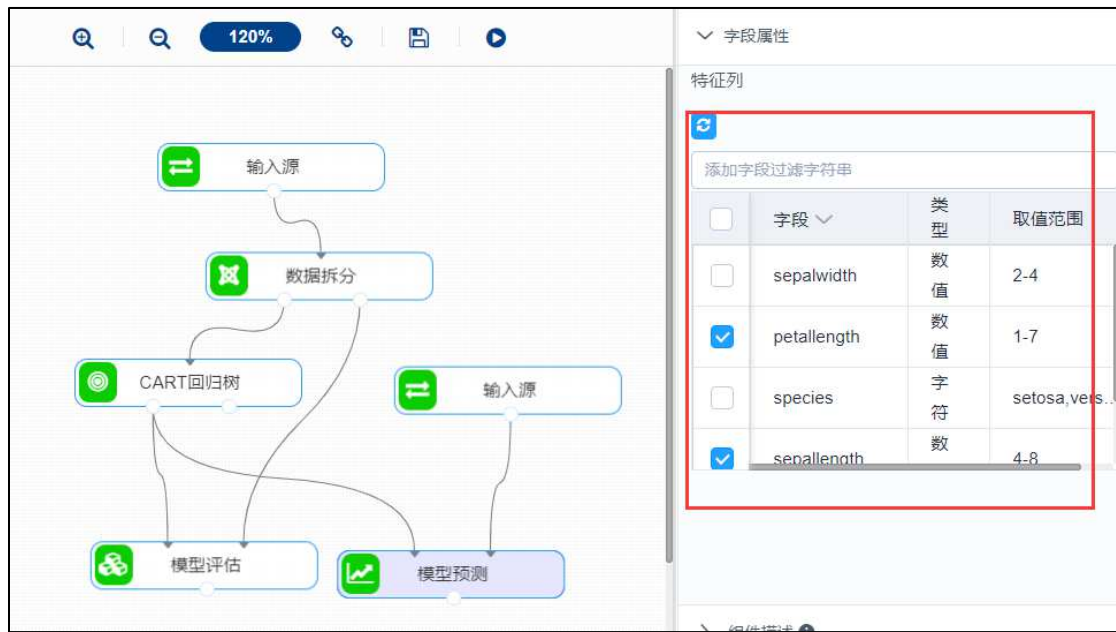 120%
字段属性
特征列
添加字段过滤字符串
字段 类型 取值范围
sepalwidth 数值 2-4
petallength 数值 1-7
species 字符 setosa,vers..
sepallength 数 4-8
组件描述
输入源
数据拆分
CART回归树
输入源
模型评估
模型预测